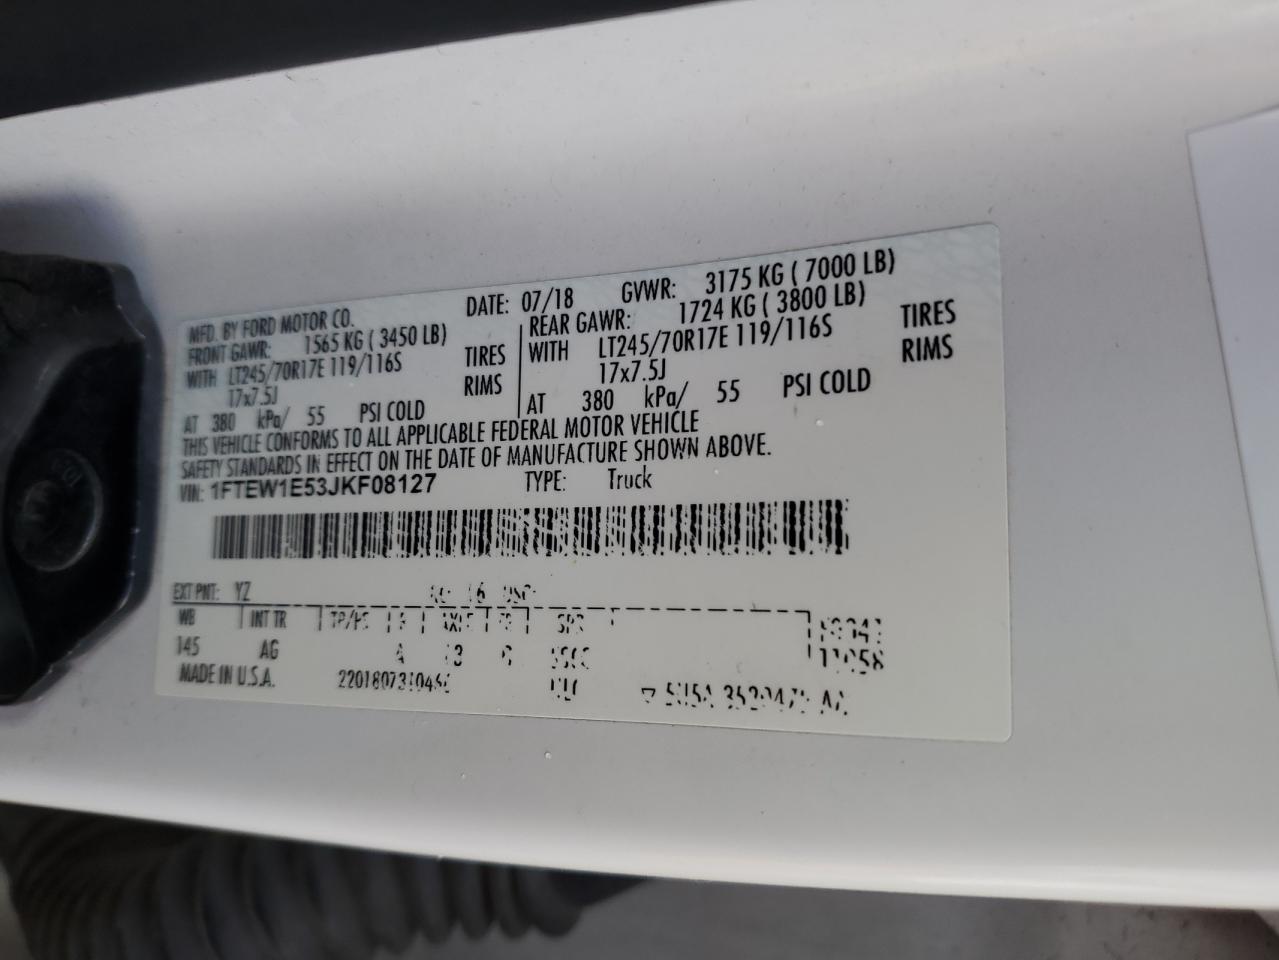 MFD. BY FORD MOTOR CO.
DATE: 07/18 GVWR: 3175 KG ( 7000 LB)
FRONT GAWR: 1565 KG ( 3450 LB)
WITH LT245/70R17E 119/116S TIRES
17x7.5J RIMS
AT 380 kPa/ 55 PSI COLD
REAR GAWR: 1724 KG ( 3800 LB)
WITH LT245/70R17E 119/116S TIRES
17x7.5J RIMS
AT 380 kPa/ 55 PSI COLD
THIS VEHICLE CONFORMS TO ALL APPLICABLE FEDERAL MOTOR VEHICLE
SAFETY STANDARDS IN EFFECT ON THE DATE OF MANUFACTURE SHOWN ABOVE.
VIN: 1FTEW1E53JKF08127 TYPE: Truck
EXT PNT: YZ
WB INT TR
145 AG
MADE IN U.S.A.